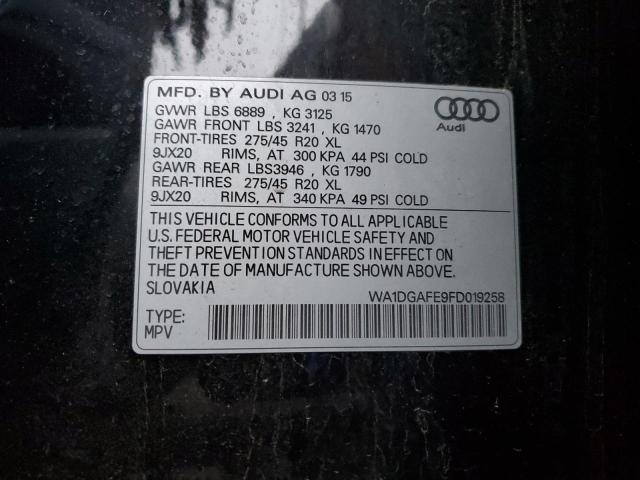 MFD. BY AUDI AG 03 15
GVWR LBS 6889 , KG 3125
GAWR FRONT LBS 3241 , KG 1470
FRONT-TIRES 275/45 R20 XL
9JX20 RIMS, AT 300 KPA 44 PSI COLD
GAWR REAR LBS3946 , KG 1790
REAR-TIRES 275/45 R20 XL
9JX20 RIMS, AT 340 KPA 49 PSI COLD
Audi
THIS VEHICLE CONFORMS TO ALL APPLICABLE
U.S. FEDERAL MOTOR VEHICLE SAFETY AND
THEFT PREVENTION STANDARDS IN EFFECT ON
THE DATE OF MANUFACTURE SHOWN ABOVE.
SLOVAKIA
WA1DGAFE9FD019258
TYPE:
MPV